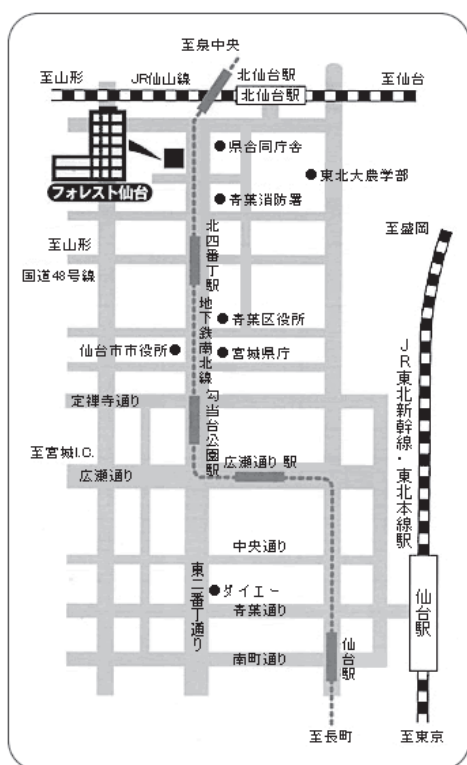 至泉中央
至山形
JR仙山線
北仙台駅
至仙台
北仙台駅
県合同庁舎
東北大農学部
フォレスト仙台
青葉消防署
至盛岡
至山形
北四番丁駅
国道48号線
地下鉄南北線
青葉区役所
仙台市市役所
宮城県庁
JR東北新幹線・東北本線駅
定禅寺通り
勾当台公園駅
至宮城I.C.
広瀬通り 駅
広瀬通り
中央通り
東二番丁通り
ダイエー
青葉通り
仙台駅
仙台駅
南町通り
至長町
至東京